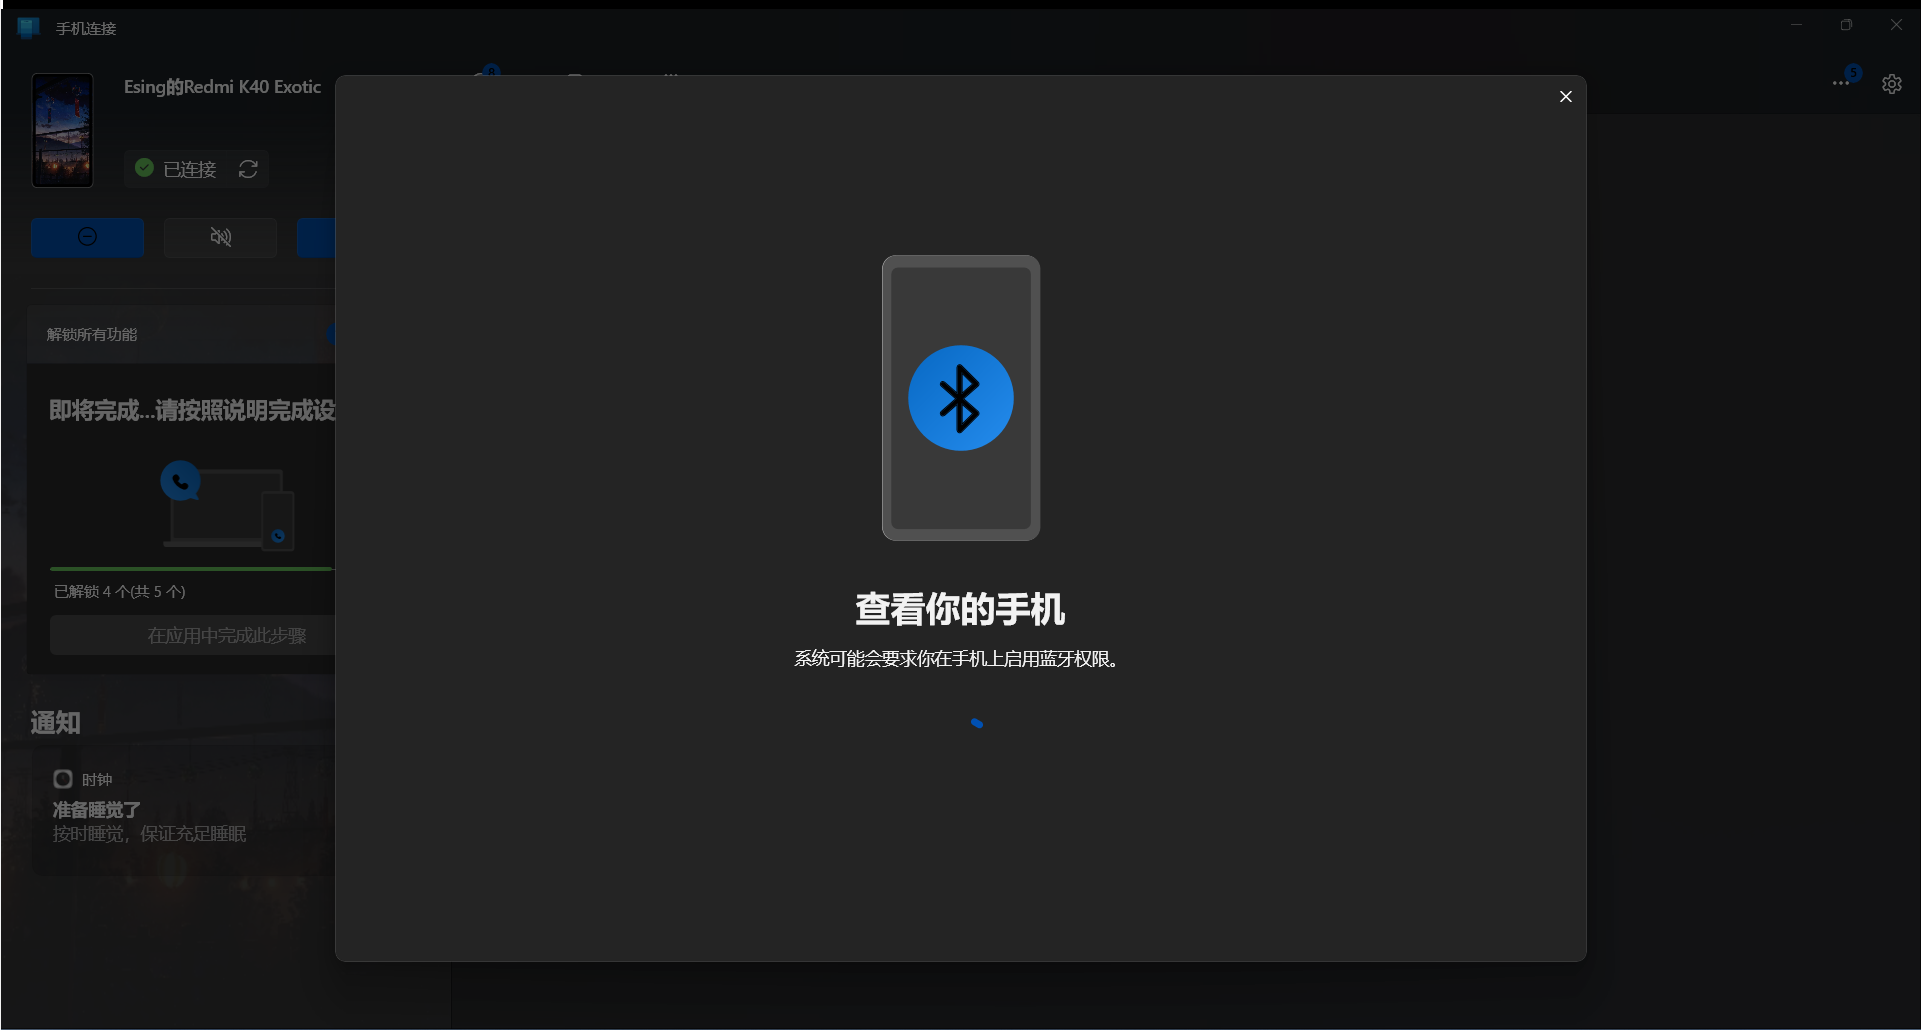 手机连接
Esing的Redmi K40 Exotic
8
5
已连接
解锁所有功能
即将完成...请按照说明完成设
已解锁 4 个(共 5 个)
在应用中完成此步骤
通知
时钟
准备睡觉了
按时睡觉，保证充足睡眠
查看你的手机
系统可能会要求你在手机上启用蓝牙权限。